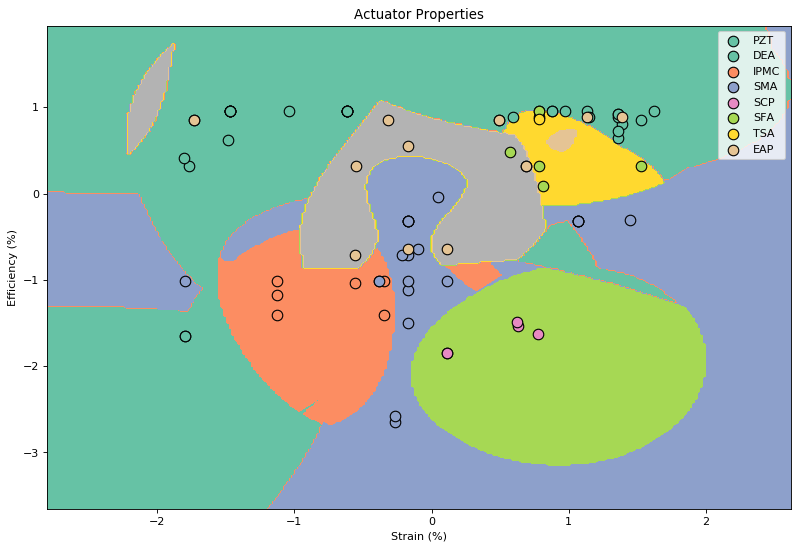 Actuator Properties
PZT
DEA
IPMC
SMA
SCP
SFA
TSA
EAP
Efficiency (%)
1
0
−1
−2
−3
−2
−1
0
1
2
Strain (%)